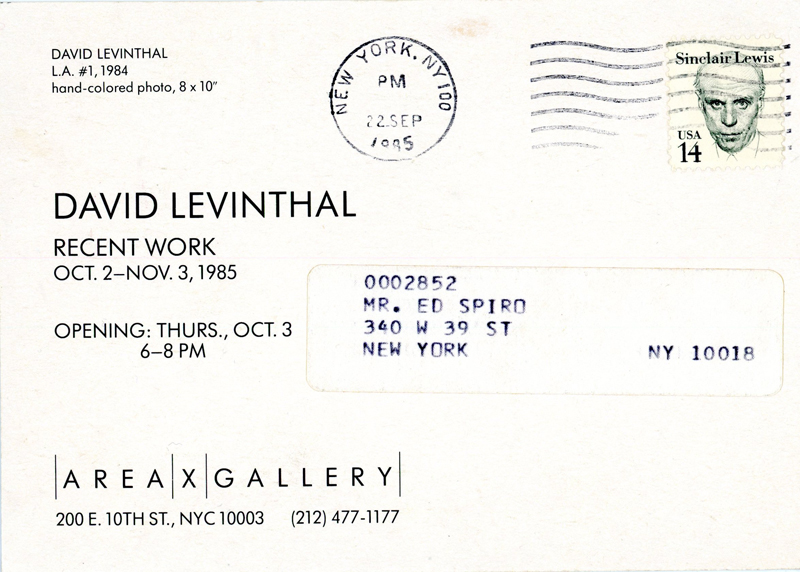 DAVID LEVINTHAL
L.A. #1, 1984
hand-colored photo, 8 x 10"
NEW YORK, NY 100
PM
22 SEP
1985
Sinclair Lewis
USA
14
DAVID LEVINTHAL
RECENT WORK
OCT. 2–NOV. 3, 1985
OPENING: THURS., OCT. 3
6–8 PM
0002852
MR. ED SPIRO
340 W 39 ST
NEW YORK NY 10018
|AREA|X|GALLERY|
200 E. 10TH ST., NYC 10003 (212) 477-1177